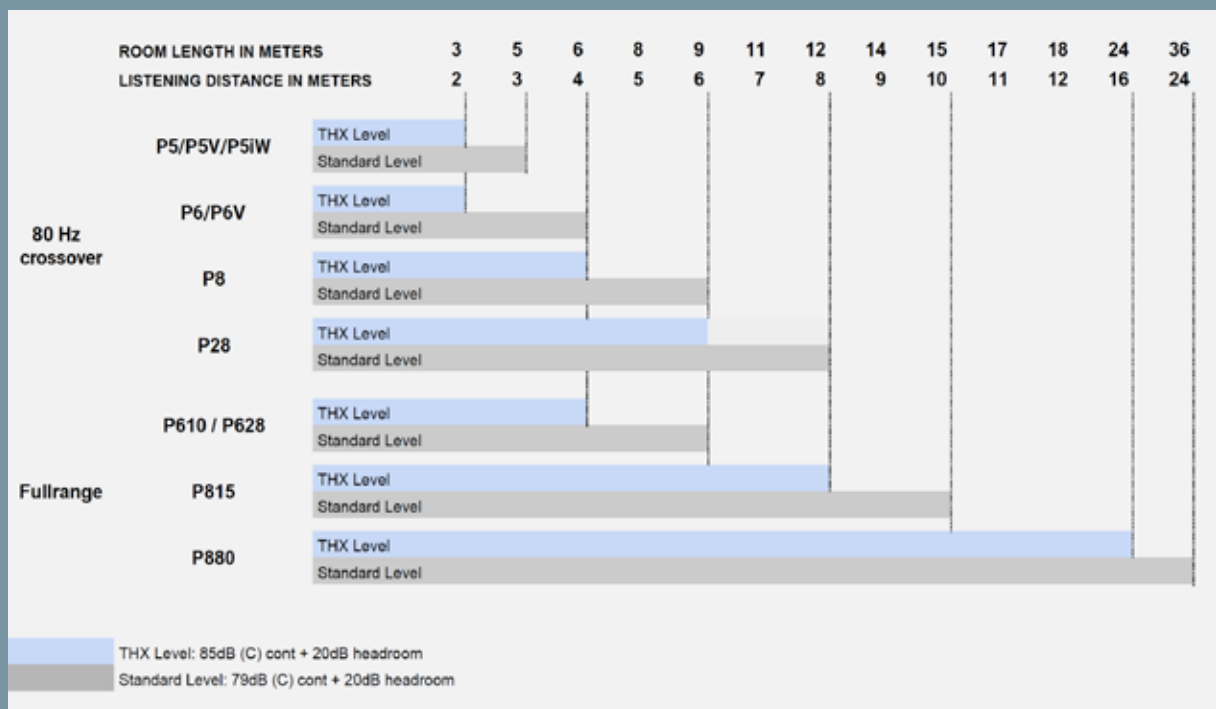 ROOM LENGTH IN METERS 3 5 6 8 9 11 12 14 15 17 18 24 36
LISTENING DISTANCE IN METERS 2 3 4 5 6 7 8 9 10 11 12 16 24
80 Hz
crossover
P5/P5V/P5iW
THX Level
Standard Level
P6/P6V
THX Level
Standard Level
P8
THX Level
Standard Level
P28
THX Level
Standard Level
Fullrange
P610 / P628
THX Level
Standard Level
P815
THX Level
Standard Level
P880
THX Level
Standard Level
THX Level: 85dB (C) cont + 20dB headroom
Standard Level: 79dB (C) cont + 20dB headroom